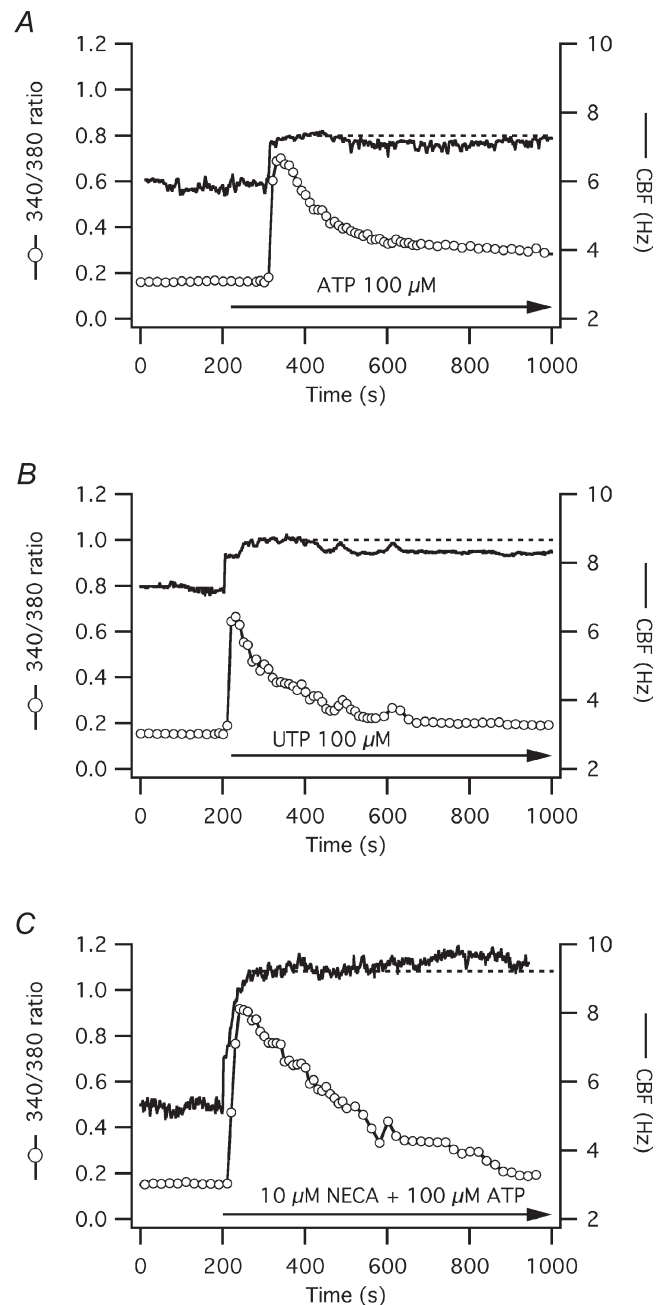 A
1.2
1.0
0.8
0.6
0.4
0.2
0.0
340/380 ratio
10
8
6
4
2
CBF (Hz)
ATP 100 µM
0 200 400 600 800 1000
Time (s)
B
1.2
1.0
0.8
0.6
0.4
0.2
0.0
340/380 ratio
10
8
6
4
2
CBF (Hz)
UTP 100 µM
0 200 400 600 800 1000
Time (s)
C
1.2
1.0
0.8
0.6
0.4
0.2
0.0
340/380 ratio
10
8
6
4
2
CBF (Hz)
10 µM NECA + 100 µM ATP
0 200 400 600 800 1000
Time (s)